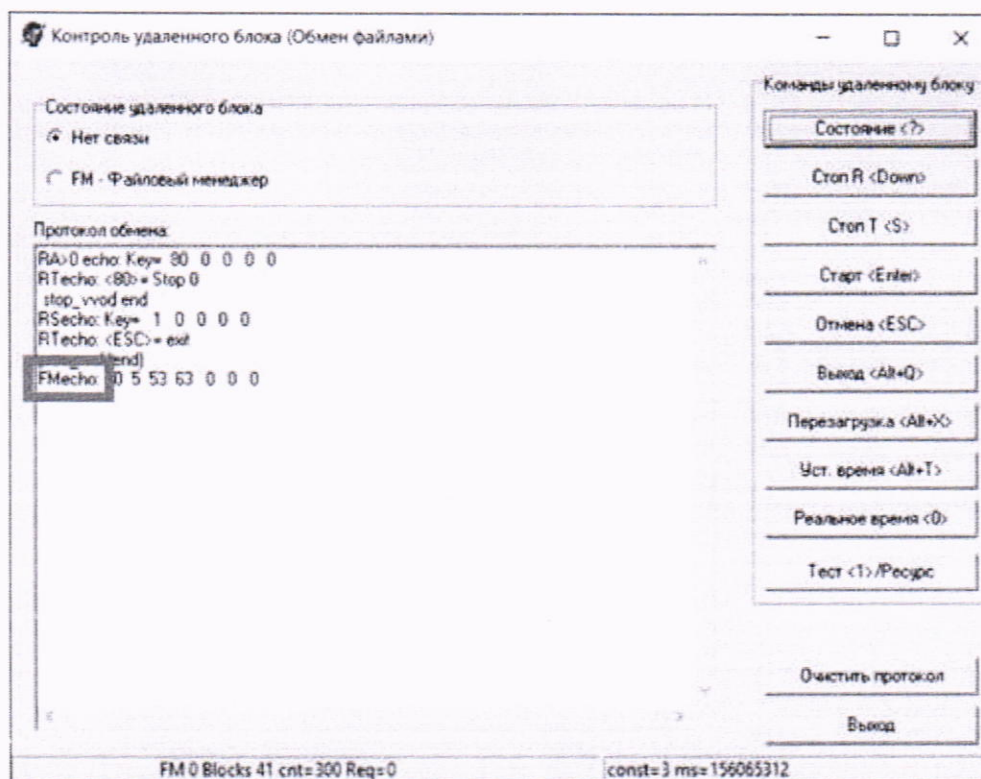 Контроль удаленного блока (Обмен файлами)
Состояние удаленного блока
Нет связи
FM - Файловый менеджер
Протокол обмена:
RA>0 echo: Key= 80 0 0 0 0
RTecho: <80>= Stop 0
stop_vvod end
RSecho: Key= 1 0 0 0 0
RTecho: <ESC>= exit
end)
FMecho: 0 5 53 63 0 0 0
Команды удаленному блоку
Состояние <?>
Стоп R <Down>
Стоп T <S>
Старт <Enter>
Отмена <ESC>
Выход <Alt+Q>
Перезагрузка <Alt+X>
Уст. время <Alt+T>
Реальное время <0>
Тест <1>/Ресурс
Очистить протокол
Выход
FM 0 Blocks 41 cnt=300 Req=0
const=3 ms=156065312